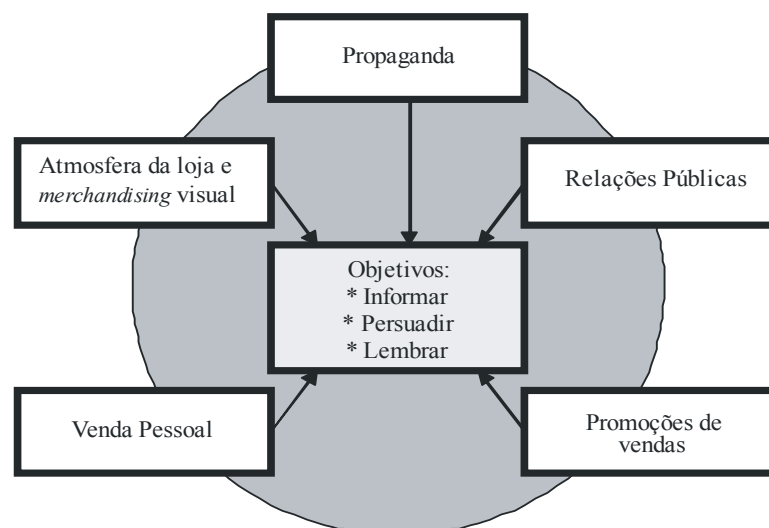 Propaganda
Atmosfera da loja e
merchandising visual
Relações Públicas
Objetivos:
* Informar
* Persuadir
* Lembrar
Venda Pessoal
Promoções de
vendas